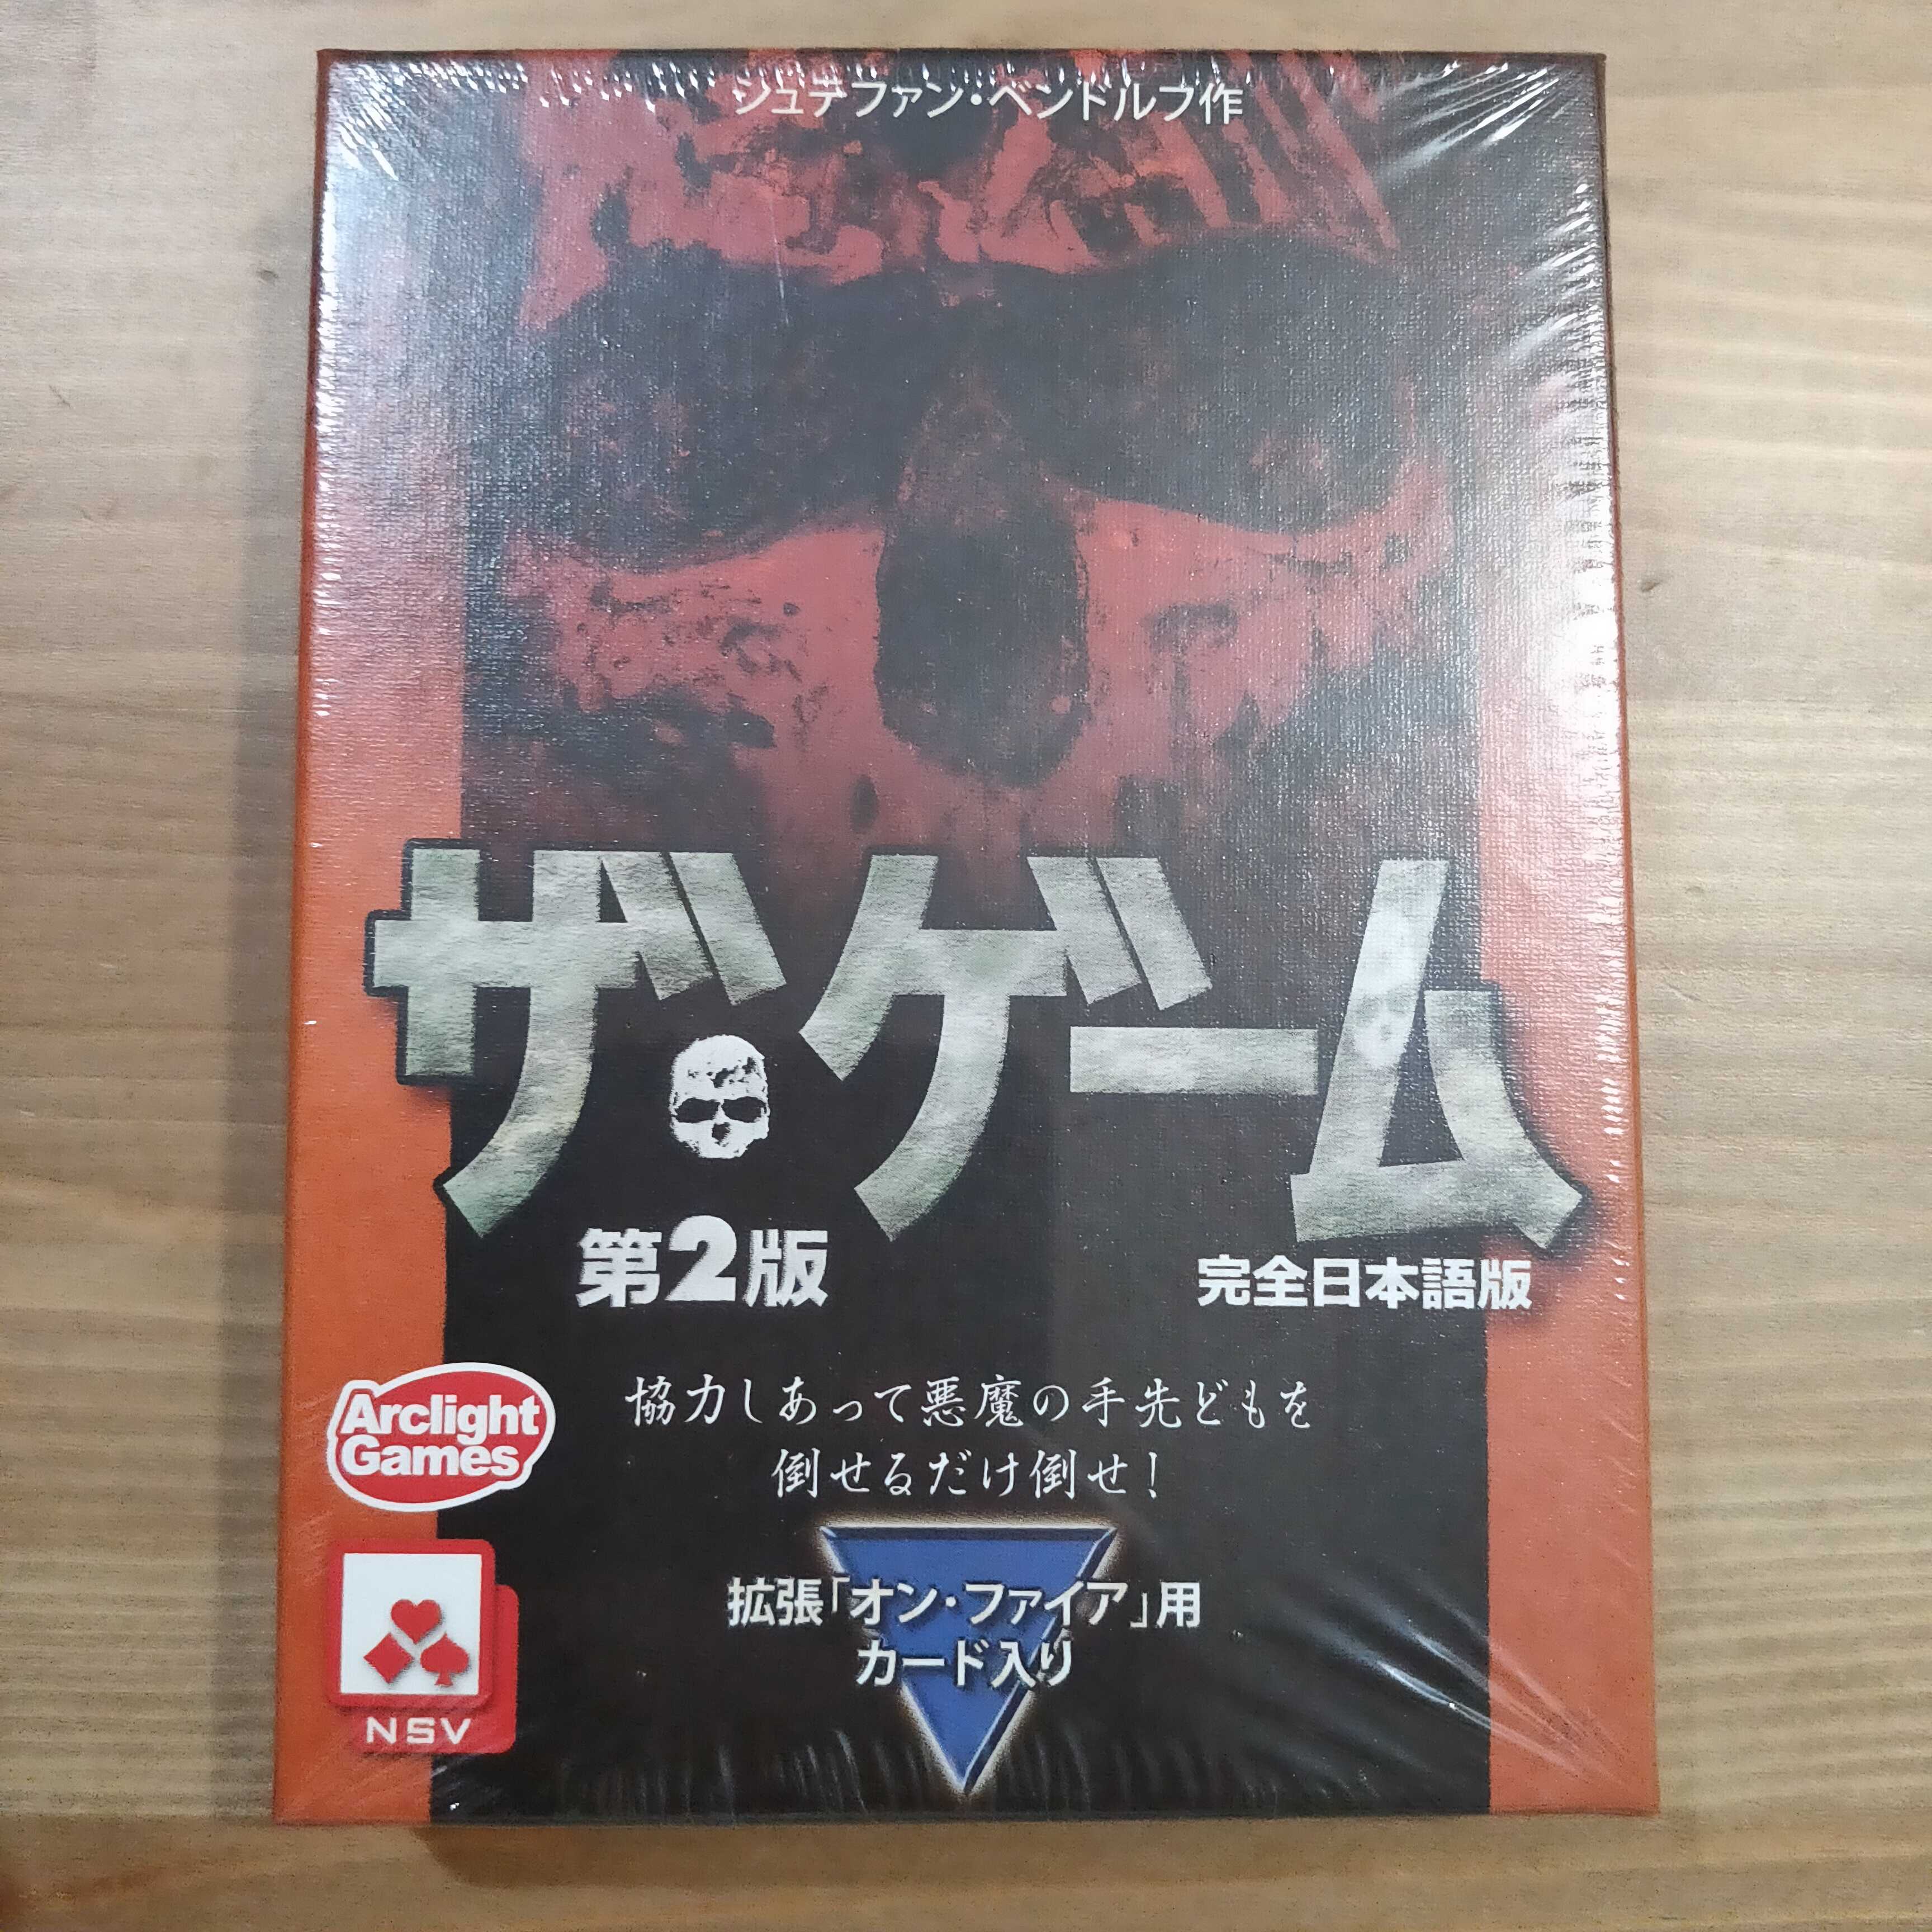 シュテファン・ベンドルフ作
ザ・ゲーム
第2版
完全日本語版
協力しあって悪魔の手先どもを
倒せるだけ倒せ！
Arclight
Games
拡張「オン・ファイア」用
カード入り
NSV